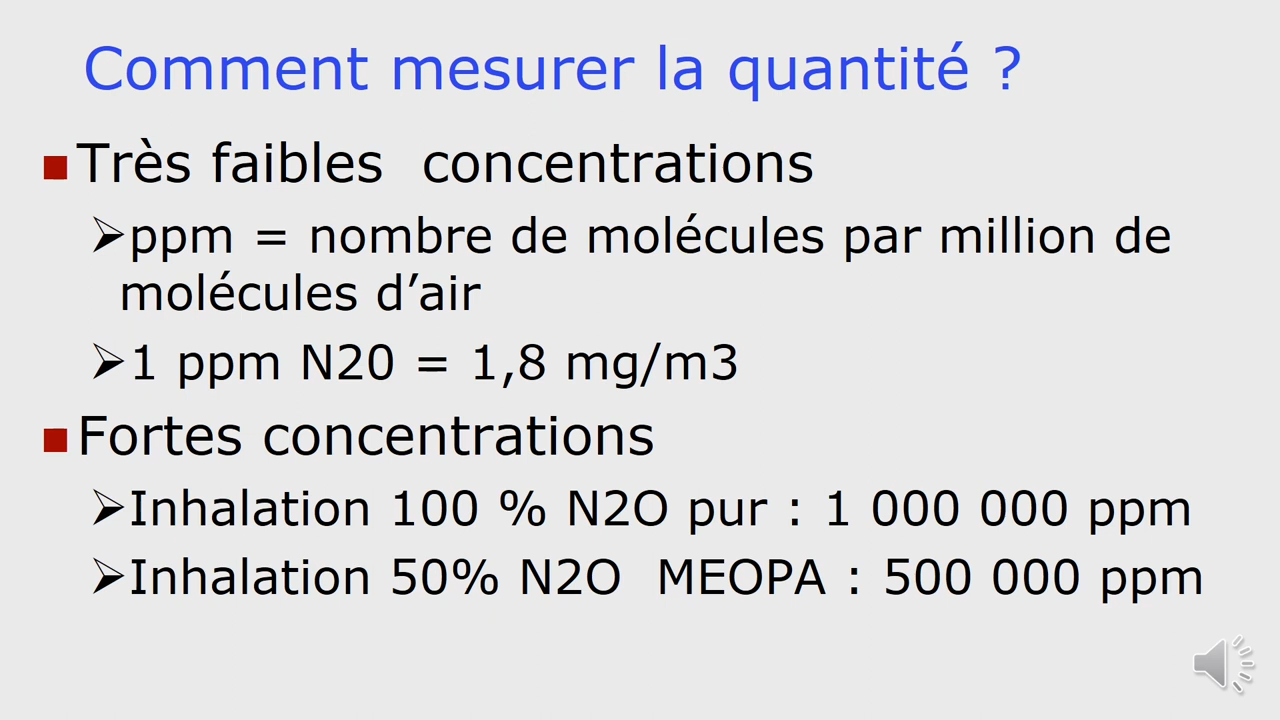 Comment mesurer la quantité ?
Très faibles  concentrations
ppm = nombre de molécules par million de
molécules d’air
1 ppm N20 = 1,8 mg/m3
Fortes concentrations
Inhalation 100 % N2O pur : 1 000 000 ppm
Inhalation 50% N2O  MEOPA : 500 000 ppm